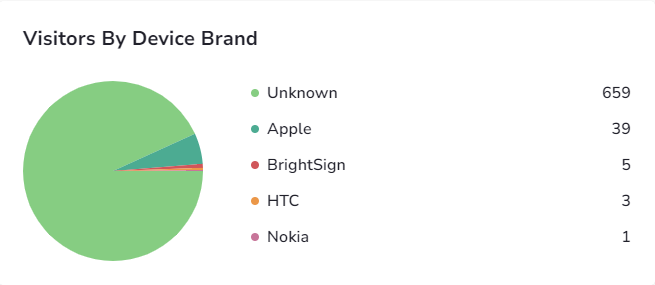 Visitors By Device Brand
Unknown 659
Apple 39
BrightSign 5
HTC 3
Nokia 1